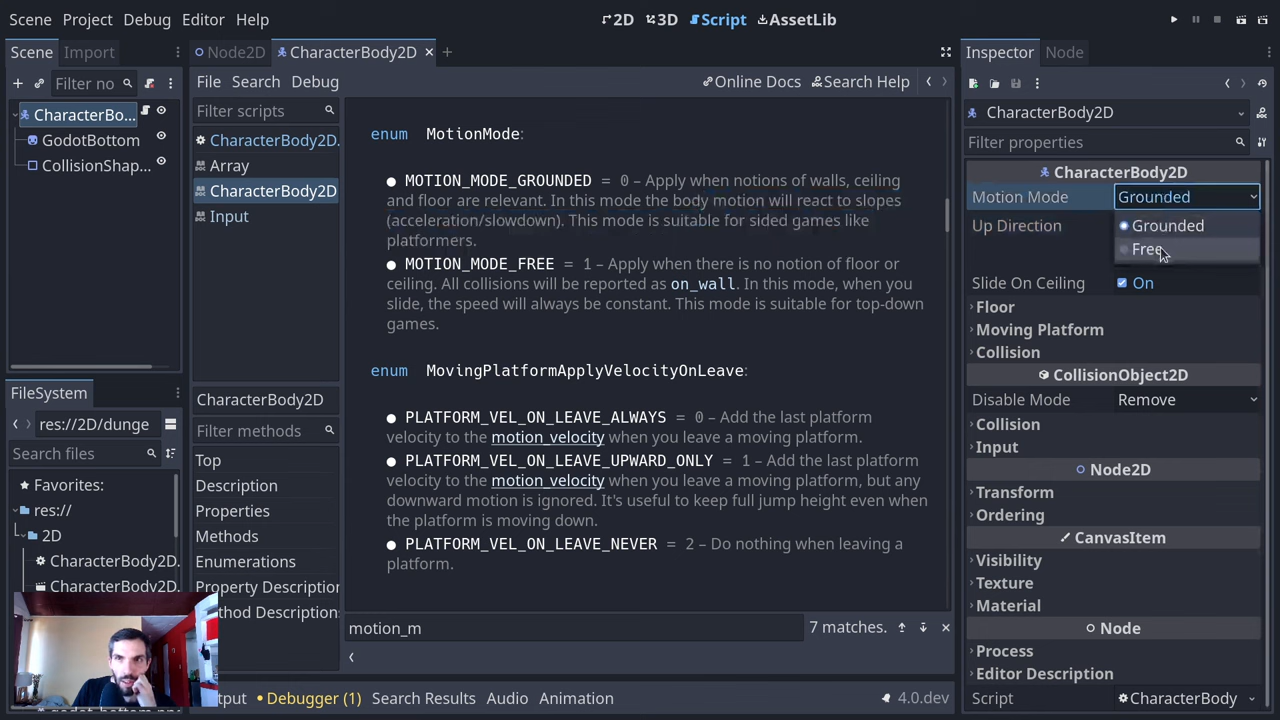 Scene Project Debug Editor Help
2D 3D Script AssetLib
Scene Import
Filter no
CharacterBo...
GodotBottom
CollisionShap...
FileSystem
res://2D/dunge
Search files
Favorites:
res://
2D
CharacterBody2D.
CharacterBody2D.
Node2D CharacterBody2D
File Search Debug
Online Docs Search Help
Filter scripts
CharacterBody2D.
Array
CharacterBody2D
Input
CharacterBody2D
Filter methods
Top
Description
Properties
Methods
Enumerations
Property Description
Method Descriptions
enum MotionMode:
MOTION_MODE_GROUNDED = 0 – Apply when notions of walls, ceiling
and floor are relevant. In this mode the body motion will react to slopes
(acceleration/slowdown). This mode is suitable for sided games like
platformers.
MOTION_MODE_FREE = 1 – Apply when there is no notion of floor or
ceiling. All collisions will be reported as on_wall. In this mode, when you
slide, the speed will always be constant. This mode is suitable for top-down
games.
enum MovingPlatformApplyVelocityOnLeave:
PLATFORM_VEL_ON_LEAVE_ALWAYS = 0 – Add the last platform
velocity to the motion_velocity when you leave a moving platform.
PLATFORM_VEL_ON_LEAVE_UPWARD_ONLY = 1 – Add the last platform
velocity to the motion_velocity when you leave a moving platform, but any
downward motion is ignored. It's useful to keep full jump height even when
the platform is moving down.
PLATFORM_VEL_ON_LEAVE_NEVER = 2 – Do nothing when leaving a
platform.
motion_m
7 matches.
Debugger (1) Search Results Audio Animation
4.0.dev
Inspector Node
CharacterBody2D
Filter properties
CharacterBody2D
Motion Mode Grounded
Grounded
Up Direction
Free
Slide On Ceiling On
Floor
Moving Platform
Collision
CollisionObject2D
Disable Mode Remove
Collision
Input
Node2D
Transform
Ordering
CanvasItem
Visibility
Texture
Material
Node
Process
Editor Description
Script CharacterBody